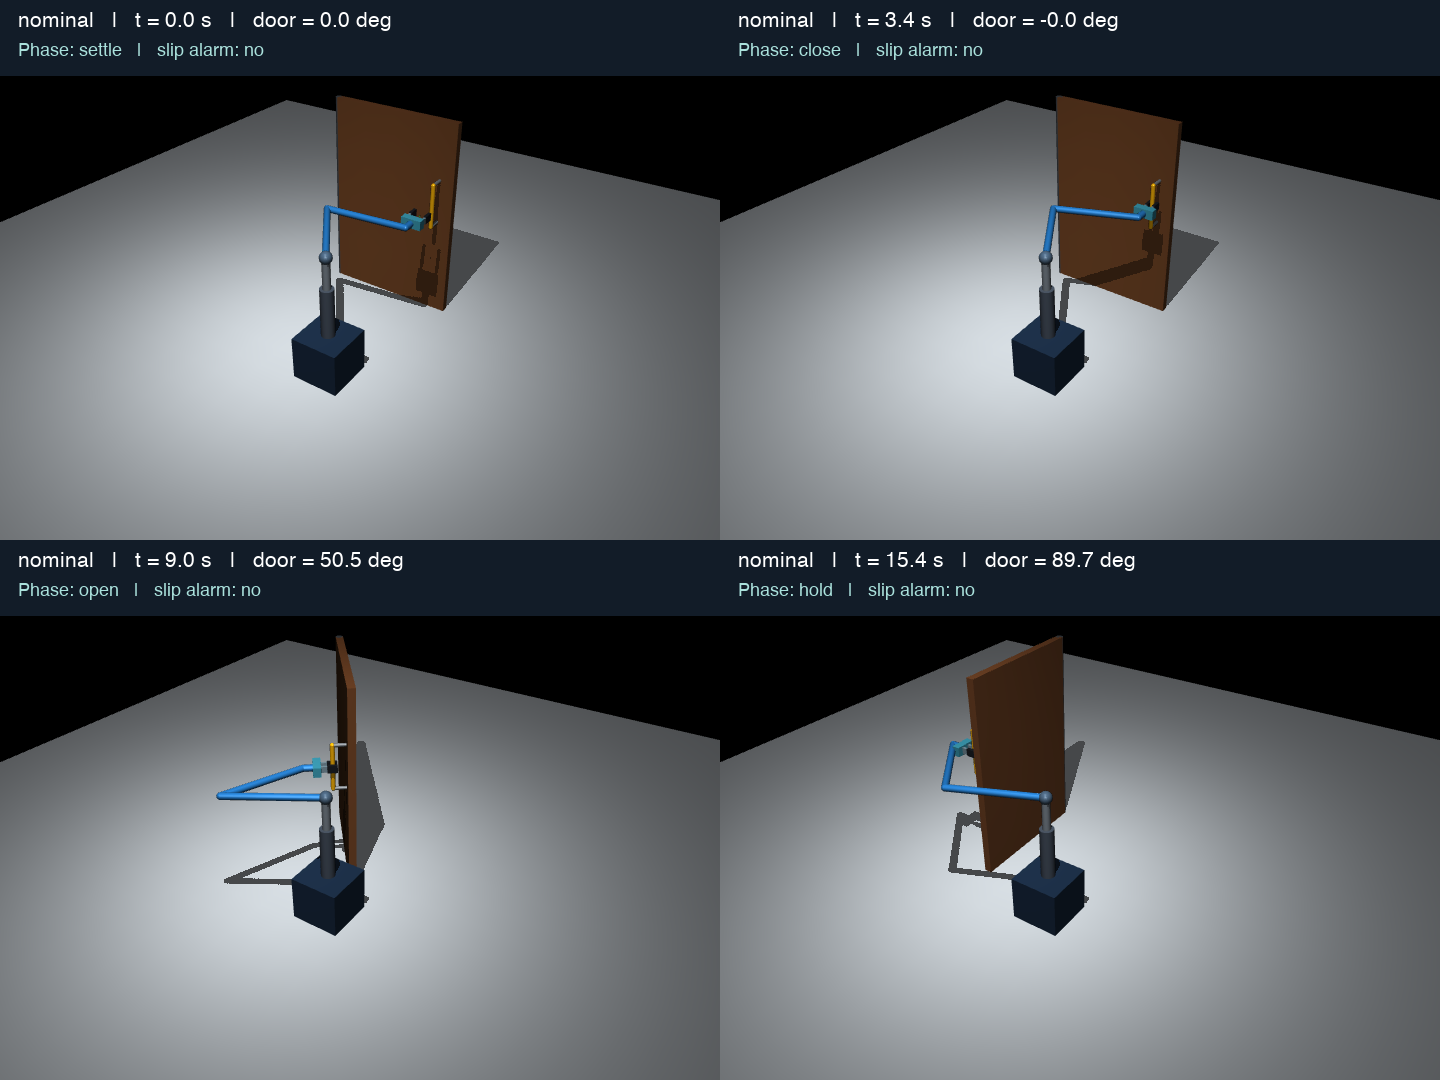 nominal | t = 0.0 s | door = 0.0 deg
Phase: settle | slip alarm: no
nominal | t = 3.4 s | door = -0.0 deg
Phase: close | slip alarm: no
nominal | t = 9.0 s | door = 50.5 deg
Phase: open | slip alarm: no
nominal | t = 15.4 s | door = 89.7 deg
Phase: hold | slip alarm: no